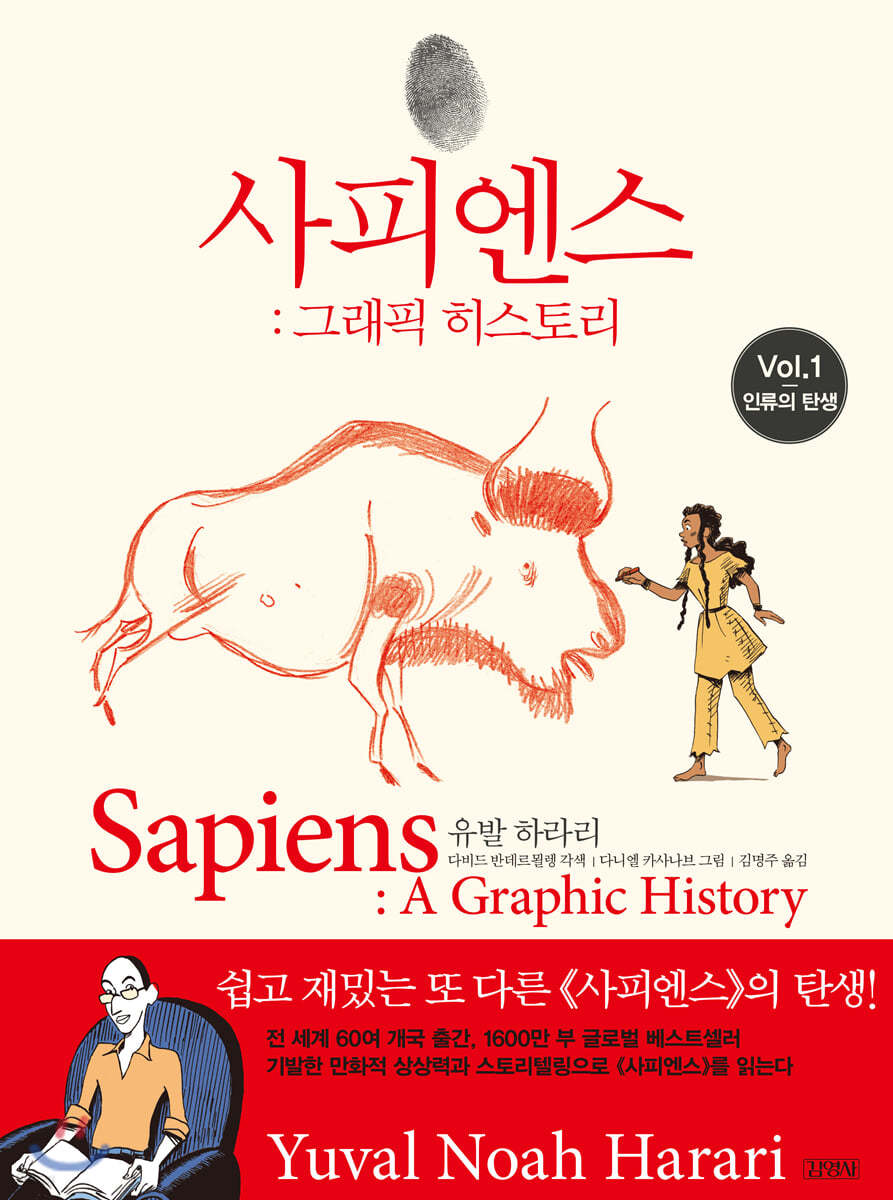 사피엔스
: 그래픽 히스토리
Vol.1
인류의 탄생
Sapiens
유발 하라리
다비드 반데르묄렝 각색 | 다니엘 카사나브 그림 | 김명주 옮김
: A Graphic History
쉽고 재밌는 또 다른 《사피엔스》의 탄생!
전 세계 60여 개국 출간, 1600만 부 글로벌 베스트셀러
기발한 만화적 상상력과 스토리텔링으로 《사피엔스》를 읽는다
Yuval Noah Harari
김영사